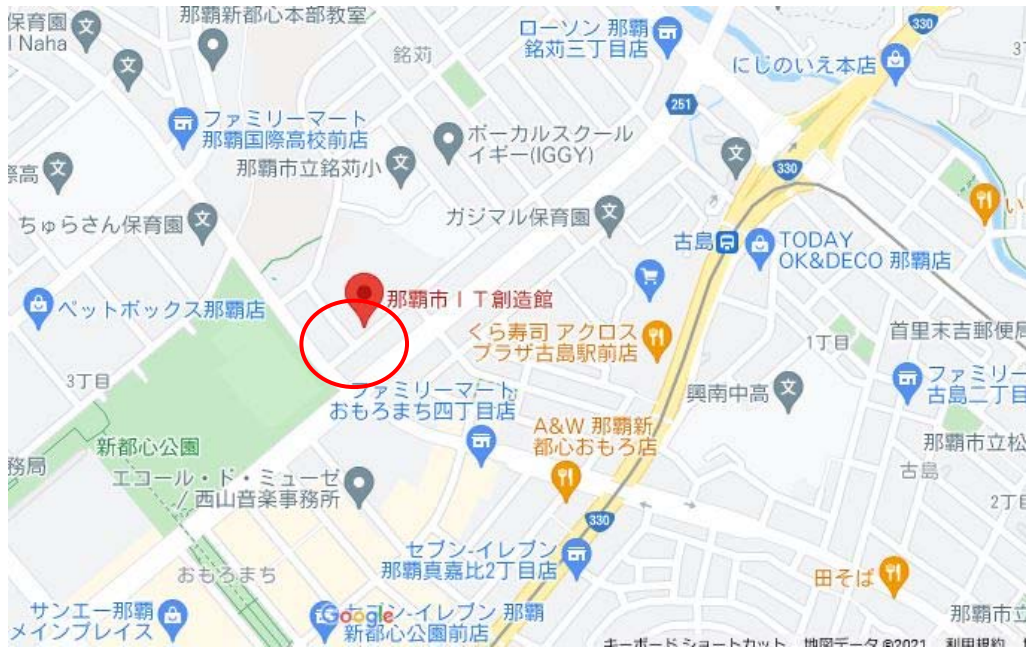 保育園
l Naha
那覇新都心本部教室
ローソン 那覇
銘苅三丁目店
330
銘苅
にじのいえ本店
251
ファミリーマート
那覇国際高校前店
ボーカルスクール
イギー(IGGY)
那覇市立銘苅小
330
際高
ちゅらさん保育園
ガジマル保育園
古島
TODAY
OK&DECO 那覇店
い
那覇市IT創造館
ペットボックス那覇店
くら寿司 アクロス
プラザ古島駅前店
1丁目
首里末吉郵便局
3丁目
ファミリーマート
おもろまち四丁目店
興南中高
ファミリー
古島二丁目
A&W 那覇新
都心おもろ店
新都心公園
那覇市立松
務局
古島
エコール・ド・ミューゼ
/ 西山音楽事務所
2丁目
330
セブン-イレブン
那覇真嘉比2丁目店
おもろまち
田そば
サンエー那覇
メインプレイス
Google
セブン-イレブン 那覇
新都心公園前店
那覇市立
キーボード ショートカット
地図データ ©2021
利用規約